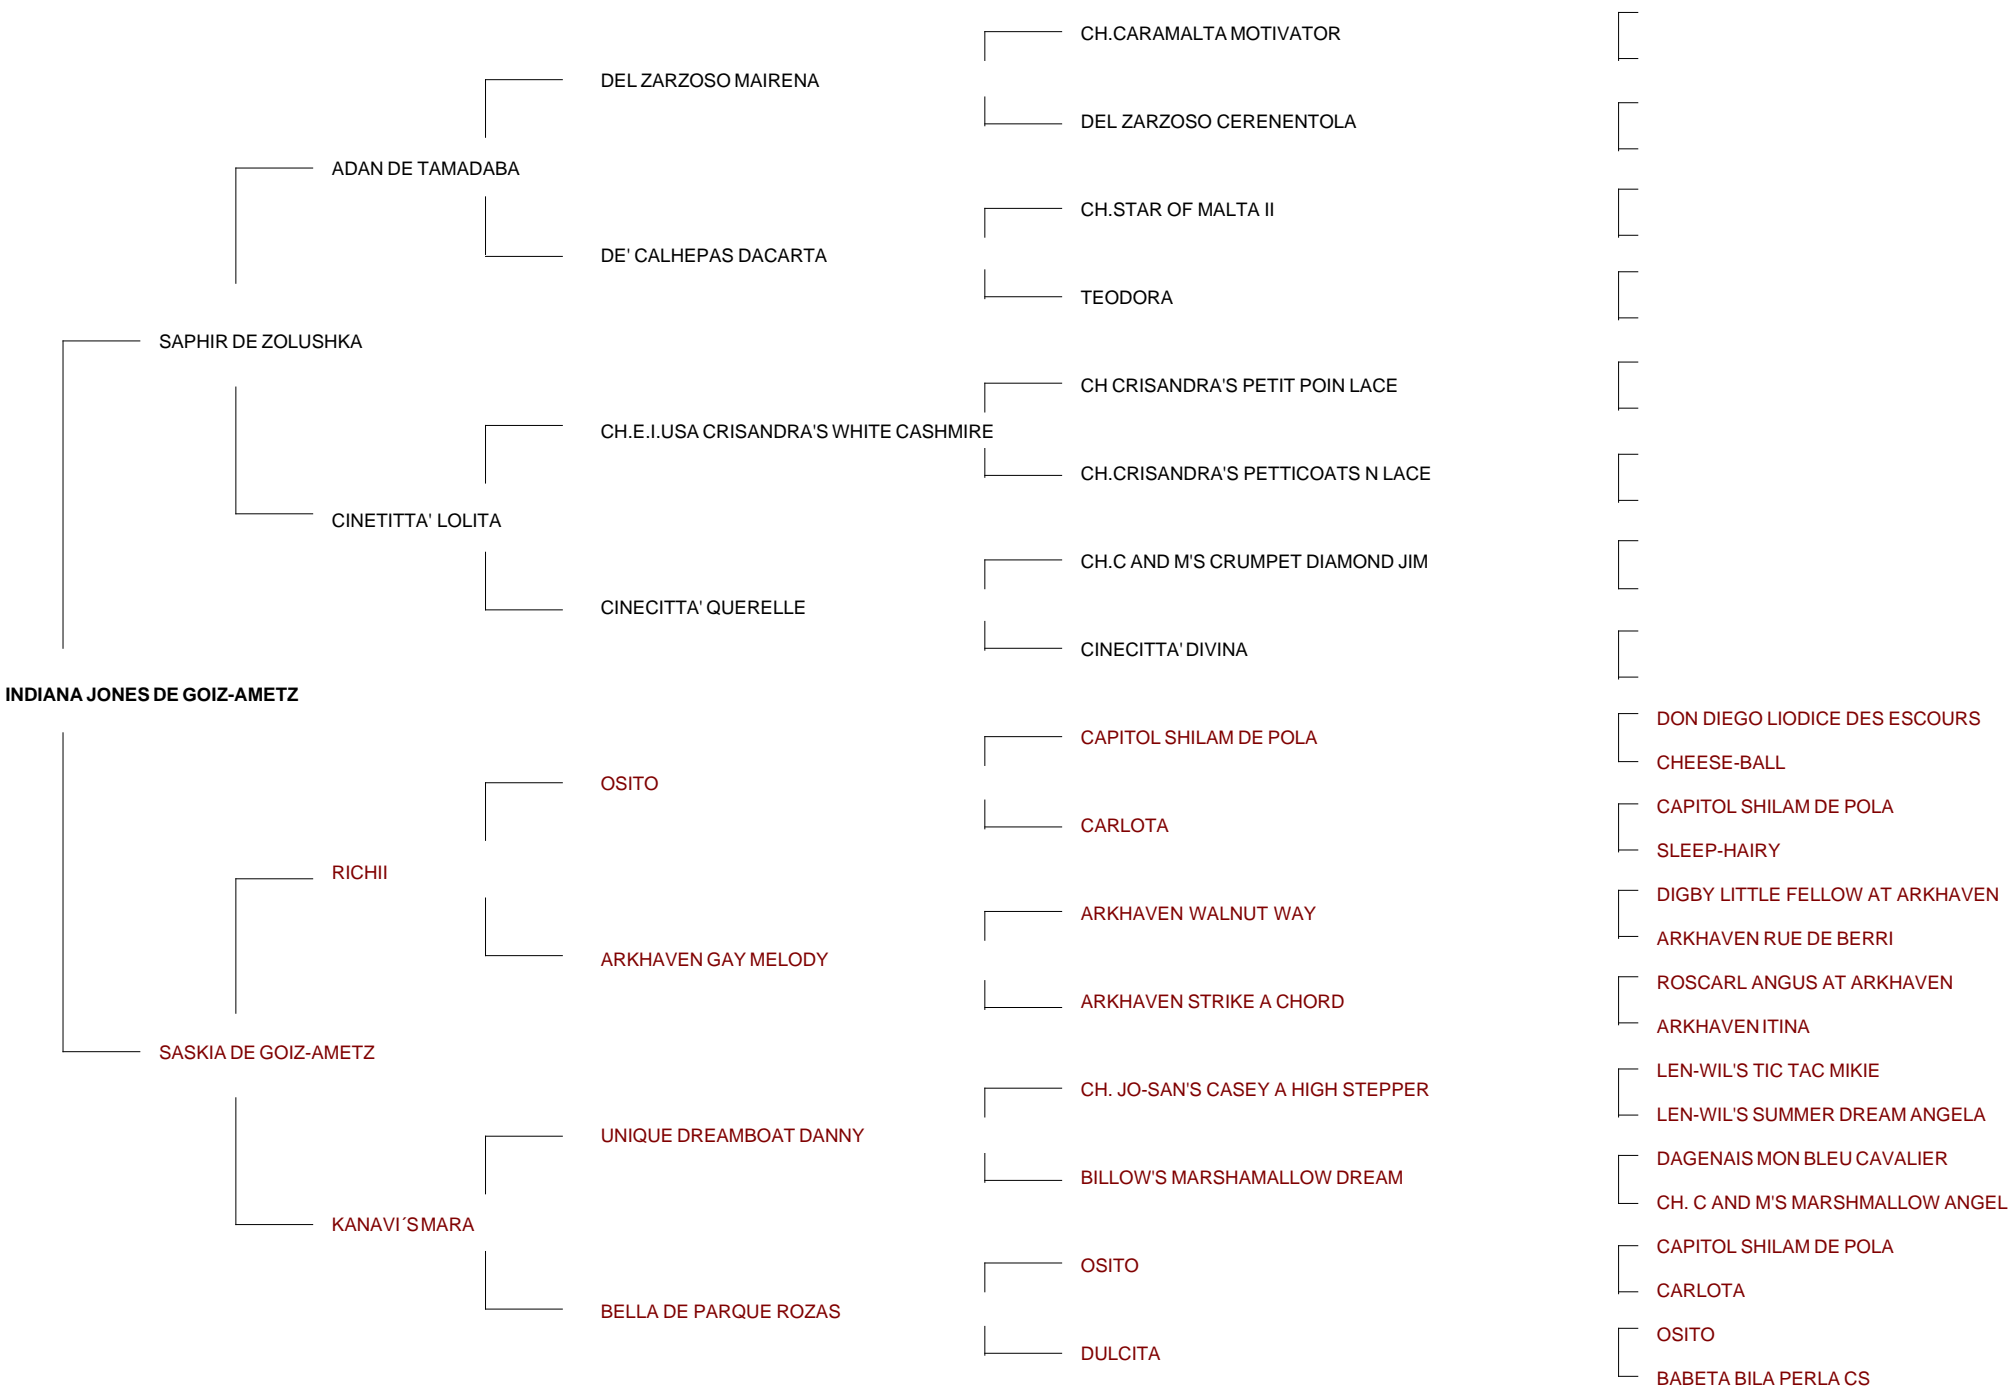 CH.CARAMALTA MOTIVATOR
DEL ZARZOSO MAIRENA
DEL ZARZOSO CERENENTOLA
ADAN DE TAMADABA
CH.STAR OF MALTA II
DE' CALHEPAS DACARTA
TEODORA
SAPHIR DE ZOLUSHKA
CH CRISANDRA'S PETIT POIN LACE
CH.E.I.USA CRISANDRA'S WHITE CASHMIRE
CH.CRISANDRA'S PETTICOATS N LACE
CINETITTA' LOLITA
CH.C AND M'S CRUMPET DIAMOND JIM
CINECITTA' QUERELLE
CINECITTA' DIVINA
INDIANA JONES DE GOIZ-AMETZ
DON DIEGO LIODICE DES ESCOURS
CAPITOL SHILAM DE POLA
CHEESE-BALL
OSITO
CAPITOL SHILAM DE POLA
CARLOTA
SLEEP-HAIRY
RICHII
DIGBY LITTLE FELLOW AT ARKHAVEN
ARKHAVEN WALNUT WAY
ARKHAVEN RUE DE BERRI
ARKHAVEN GAY MELODY
ROSCARL ANGUS AT ARKHAVEN
ARKHAVEN STRIKE A CHORD
ARKHAVEN ITINA
SASKIA DE GOIZ-AMETZ
LEN-WIL'S TIC TAC MIKIE
CH. JO-SAN'S CASEY A HIGH STEPPER
LEN-WIL'S SUMMER DREAM ANGELA
UNIQUE DREAMBOAT DANNY
DAGENAIS MON BLEU CAVALIER
BILLOW'S MARSHAMALLOW DREAM
CH. C AND M'S MARSHMALLOW ANGEL
KANAVI´S MARA
CAPITOL SHILAM DE POLA
OSITO
CARLOTA
BELLA DE PARQUE ROZAS
OSITO
DULCITA
BABETA BILA PERLA CS